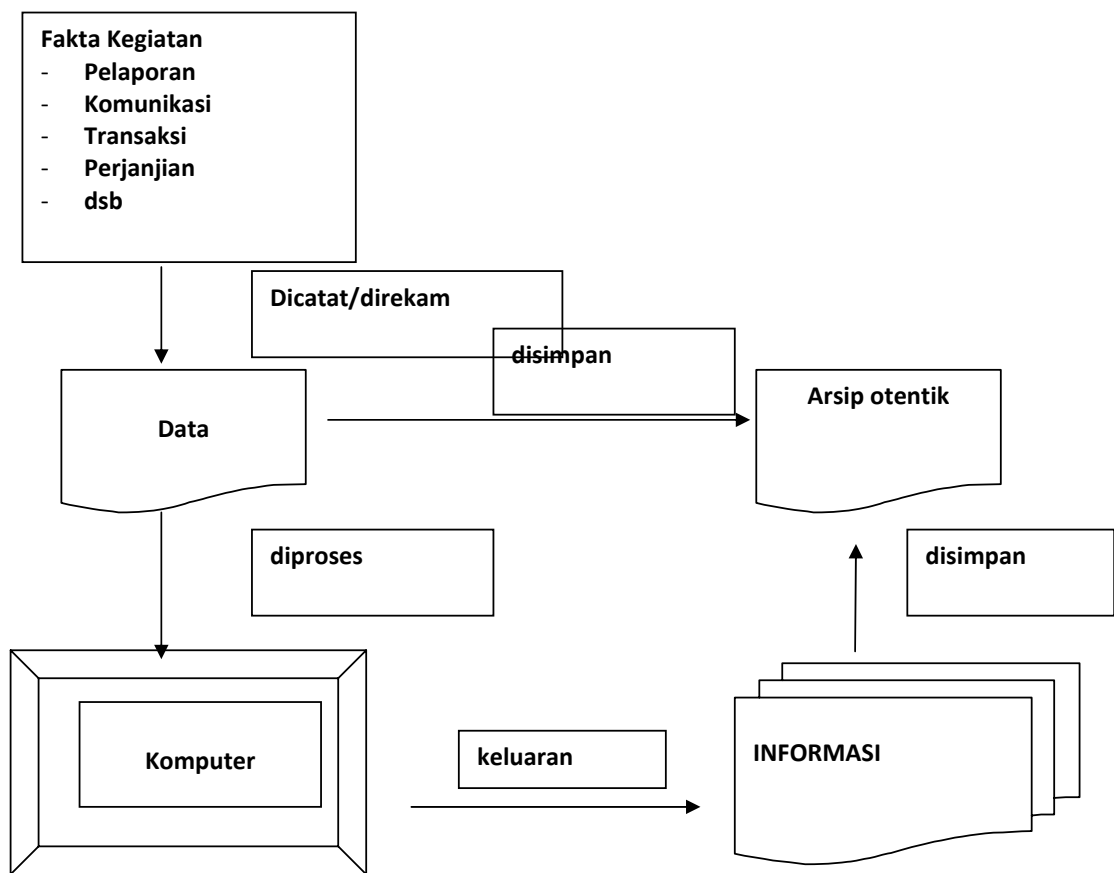 Fakta Kegiatan
- Pelaporan
- Komunikasi
- Transaksi
- Perjanjian
- dsb
Dicatat/direkam
disimpan
Data
Arsip otentik
diproses
disimpan
Komputer
keluaran
INFORMASI